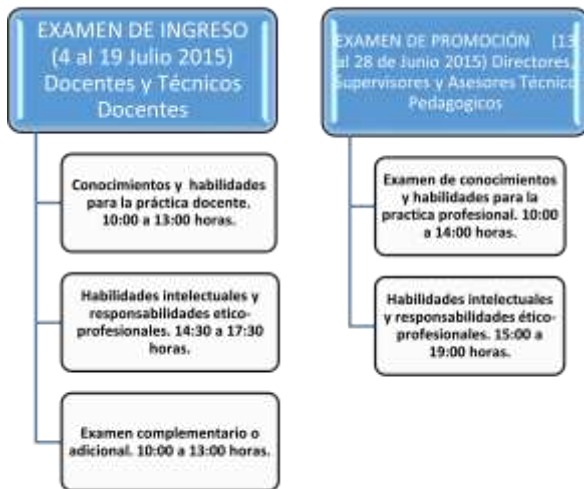 EXAMEN DE INGRESO
(4 al 19 Julio 2015)
Docentes y Técnicos
Docentes
Conocimientos y habilidades
para la práctica docente.
10:00 a 13:00 horas.
Habilidades intelectuales y
responsabilidades etico-
profesionales. 14:30 a 17:30
horas.
Examen complementario o
adicional. 10:00 a 13:00 horas.
EXAMEN DE PROMOCIÓN (13
al 28 de Junio 2015) Directores,
Supervisores y Asesores Técnico
Pedagogicos
Examen de conocimientos
y habilidades para la
practica profesional. 10:00
a 14:00 horas.
Habilidades intelectuales
y responsabilidades ético-
profesionales. 15:00 a
19:00 horas.